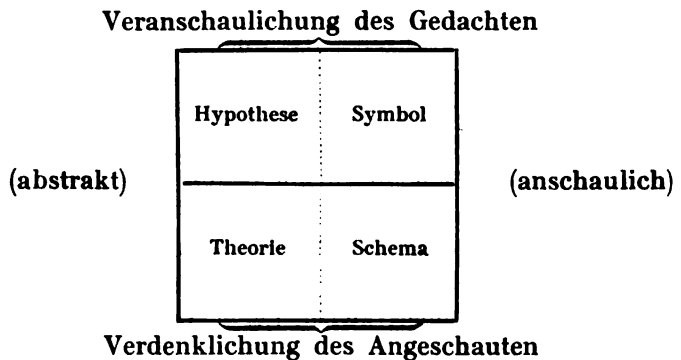 Veranschaulichung des Gedachten
Hypothese Symbol
(abstrakt) (anschaulich)
Theorie Schema
Verdenklichung des Angeschauten